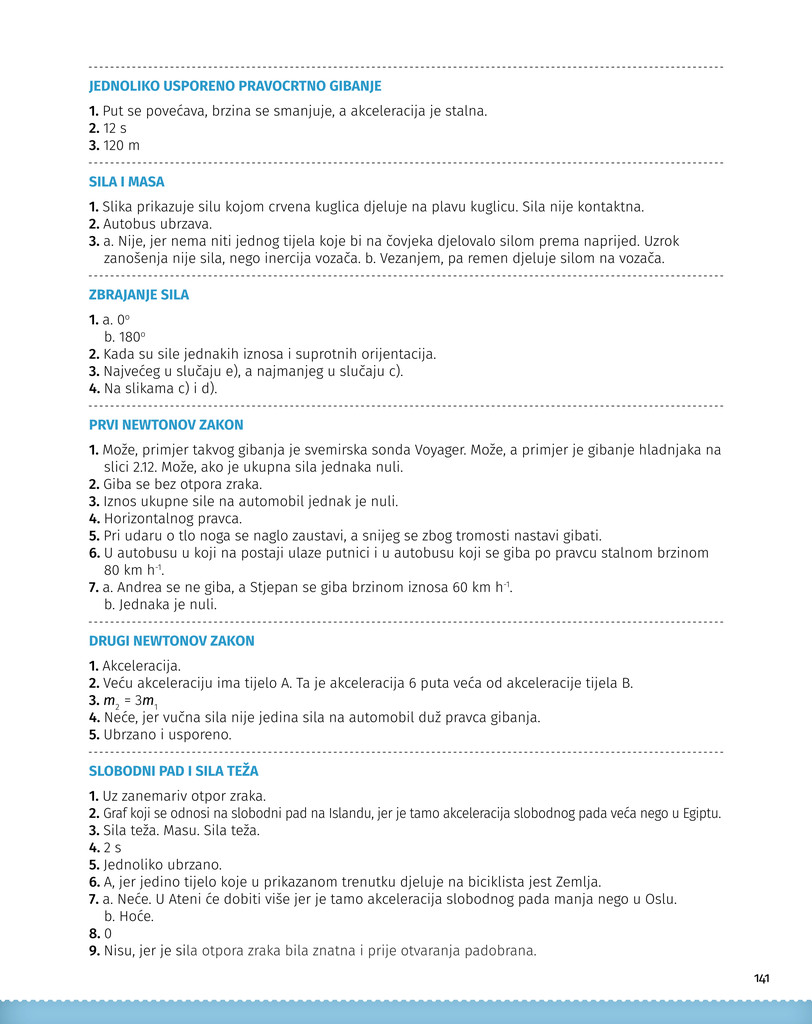 JEDNOLIKO USPORENO PRAVOCRTNO GIBANJE
1. Put se povećava, brzina se smanjuje, a akceleracija je stalna.
2. 12 s
3. 120 m
SILA I MASA
1. Slika prikazuje silu kojom crvena kuglica djeluje na plavu kuglicu. Sila nije kontaktna.
2. Autobus ubrzava.
3. a. Nije, jer nema niti jednog tijela koje bi na čovjeka djelovalo silom prema naprijed. Uzrok
zanošenja nije sila, nego inercija vozača. b. Vezanjem, pa remen djeluje silom na vozača.
ZBRAJANJE SILA
1. a. 0º
b. 180º
2. Kada su sile jednakih iznosa i suprotnih orijentacija.
3. Najvećeg u slučaju e), a najmanjeg u slučaju c).
4. Na slikama c) i d).
PRVI NEWTONOV ZAKON
1. Može, primjer takvog gibanja je svemirska sonda Voyager. Može, a primjer je gibanje hladnjaka na
slici 2.12. Može, ako je ukupna sila jednaka nuli.
2. Giba se bez otpora zraka.
3. Iznos ukupne sile na automobil jednak je nuli.
4. Horizontalnog pravca.
5. Pri udaru o tlo noga se naglo zaustavi, a snijeg se zbog tromosti nastavi gibati.
6. U autobusu u koji na postaji ulaze putnici i u autobusu koji se giba po pravcu stalnom brzinom
80 km h⁻¹.
7. a. Andrea se ne giba, a Stjepan se giba brzinom iznosa 60 km h⁻¹.
b. Jednaka je nuli.
DRUGI NEWTONOV ZAKON
1. Akceleracija.
2. Veću akceleraciju ima tijelo A. Ta je akceleracija 6 puta veća od akceleracije tijela B.
3. m₂ = 3m₁
4. Neće, jer vučna sila nije jedina sila na automobil duž pravca gibanja.
5. Ubrzano i usporeno.
SLOBODNI PAD I SILA TEŽA
1. Uz zanemariv otpor zraka.
2. Graf koji se odnosi na slobodni pad na Islandu, jer je tamo akceleracija slobodnog pada veća nego u Egiptu.
3. Sila teža. Masu. Sila teža.
4. 2 s
5. Jednoliko ubrzano.
6. A, jer jedino tijelo koje u prikazanom trenutku djeluje na biciklista jest Zemlja.
7. a. Neće. U Ateni će dobiti više jer je tamo akceleracija slobodnog pada manja nego u Oslu.
b. Hoće.
8. 0
9. Nisu, jer je sila otpora zraka bila znatna i prije otvaranja padobrana.
141